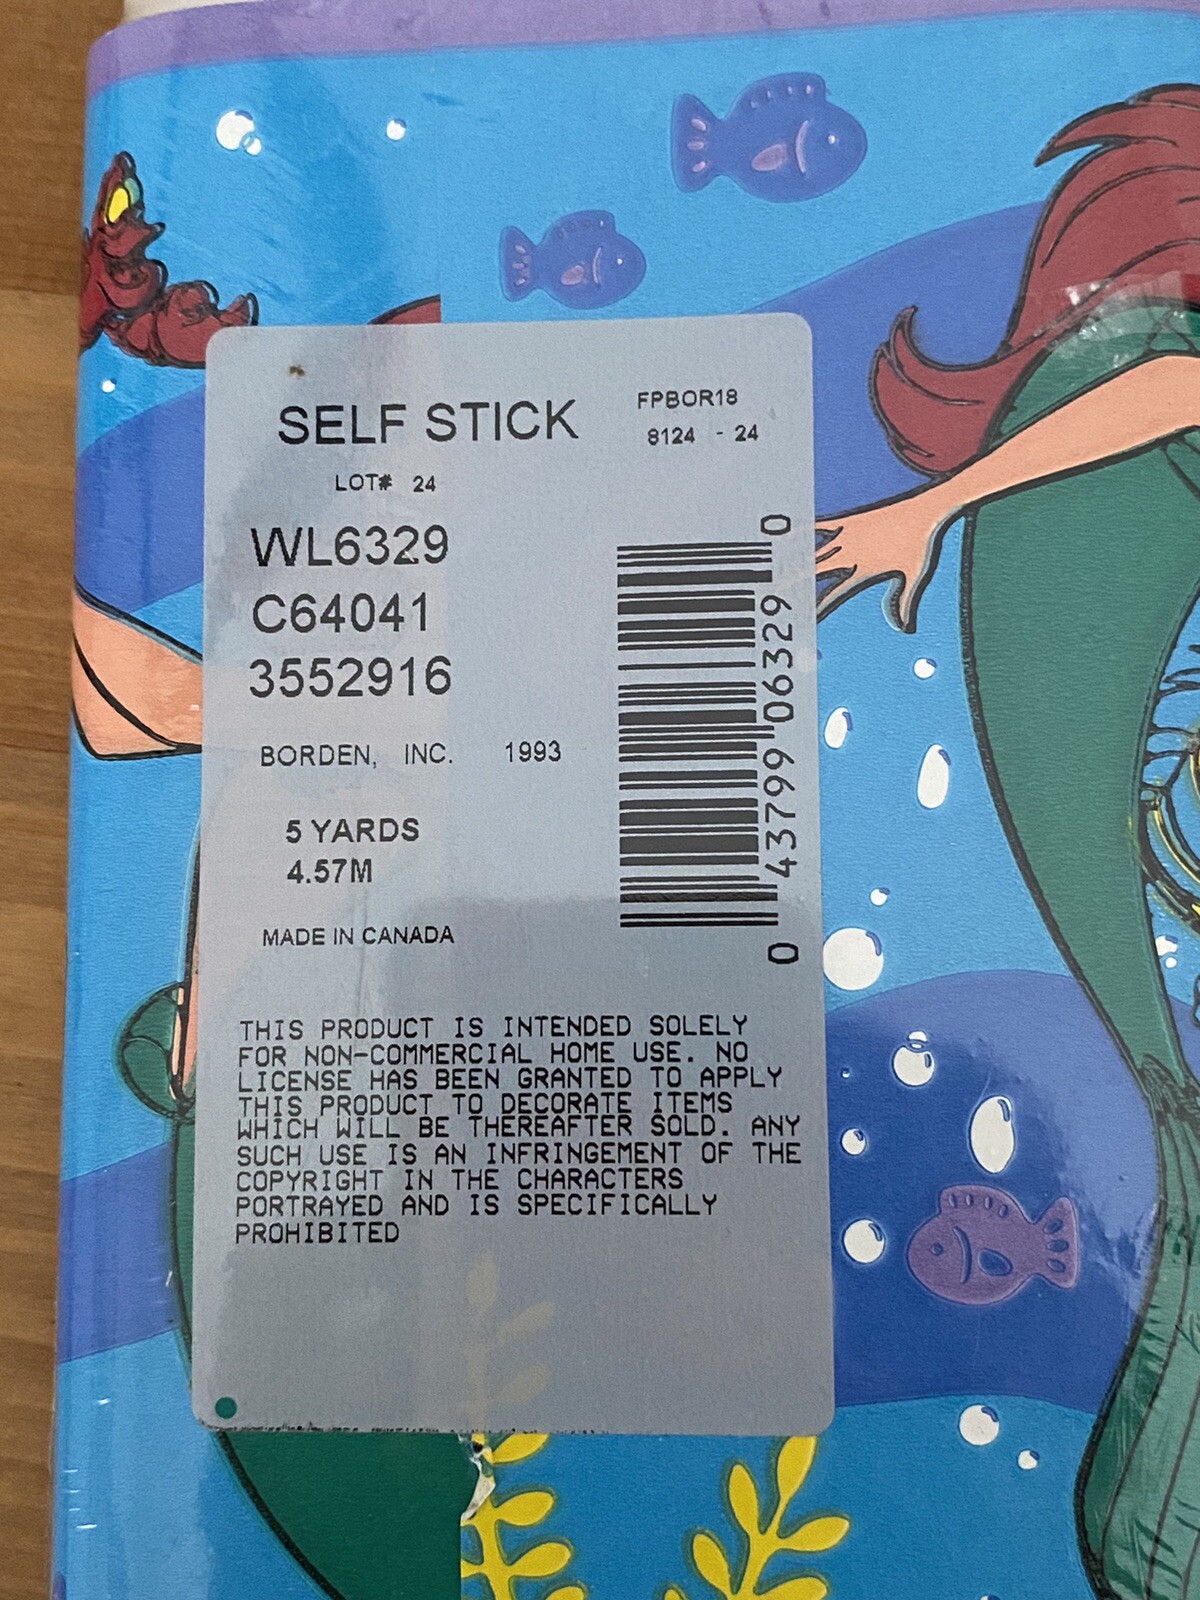 SELF STICK
FPBOR18
8124 - 24
LOT# 24
WL6329
C64041
3552916
BORDEN, INC. 1993
5 YARDS
4.57M
MADE IN CANADA
0 43799 06329 0
THIS PRODUCT IS INTENDED SOLELY
FOR NON-COMMERCIAL HOME USE. NO
LICENSE HAS BEEN GRANTED TO APPLY
THIS PRODUCT TO DECORATE ITEMS
WHICH WILL BE THEREAFTER SOLD. ANY
SUCH USE IS AN INFRINGEMENT OF THE
COPYRIGHT IN THE CHARACTERS
PORTRAYED AND IS SPECIFICALLY
PROHIBITED